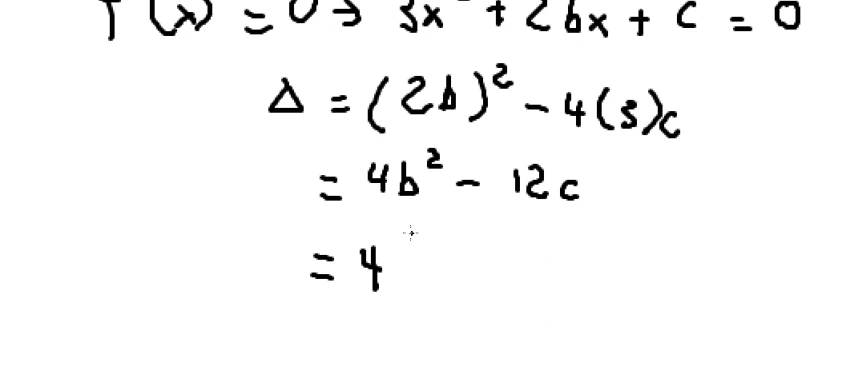 f'(x) = 0 → 3x² + 2bx + c = 0
Δ = (2b)² - 4(3)c
= 4b² - 12c
= 4